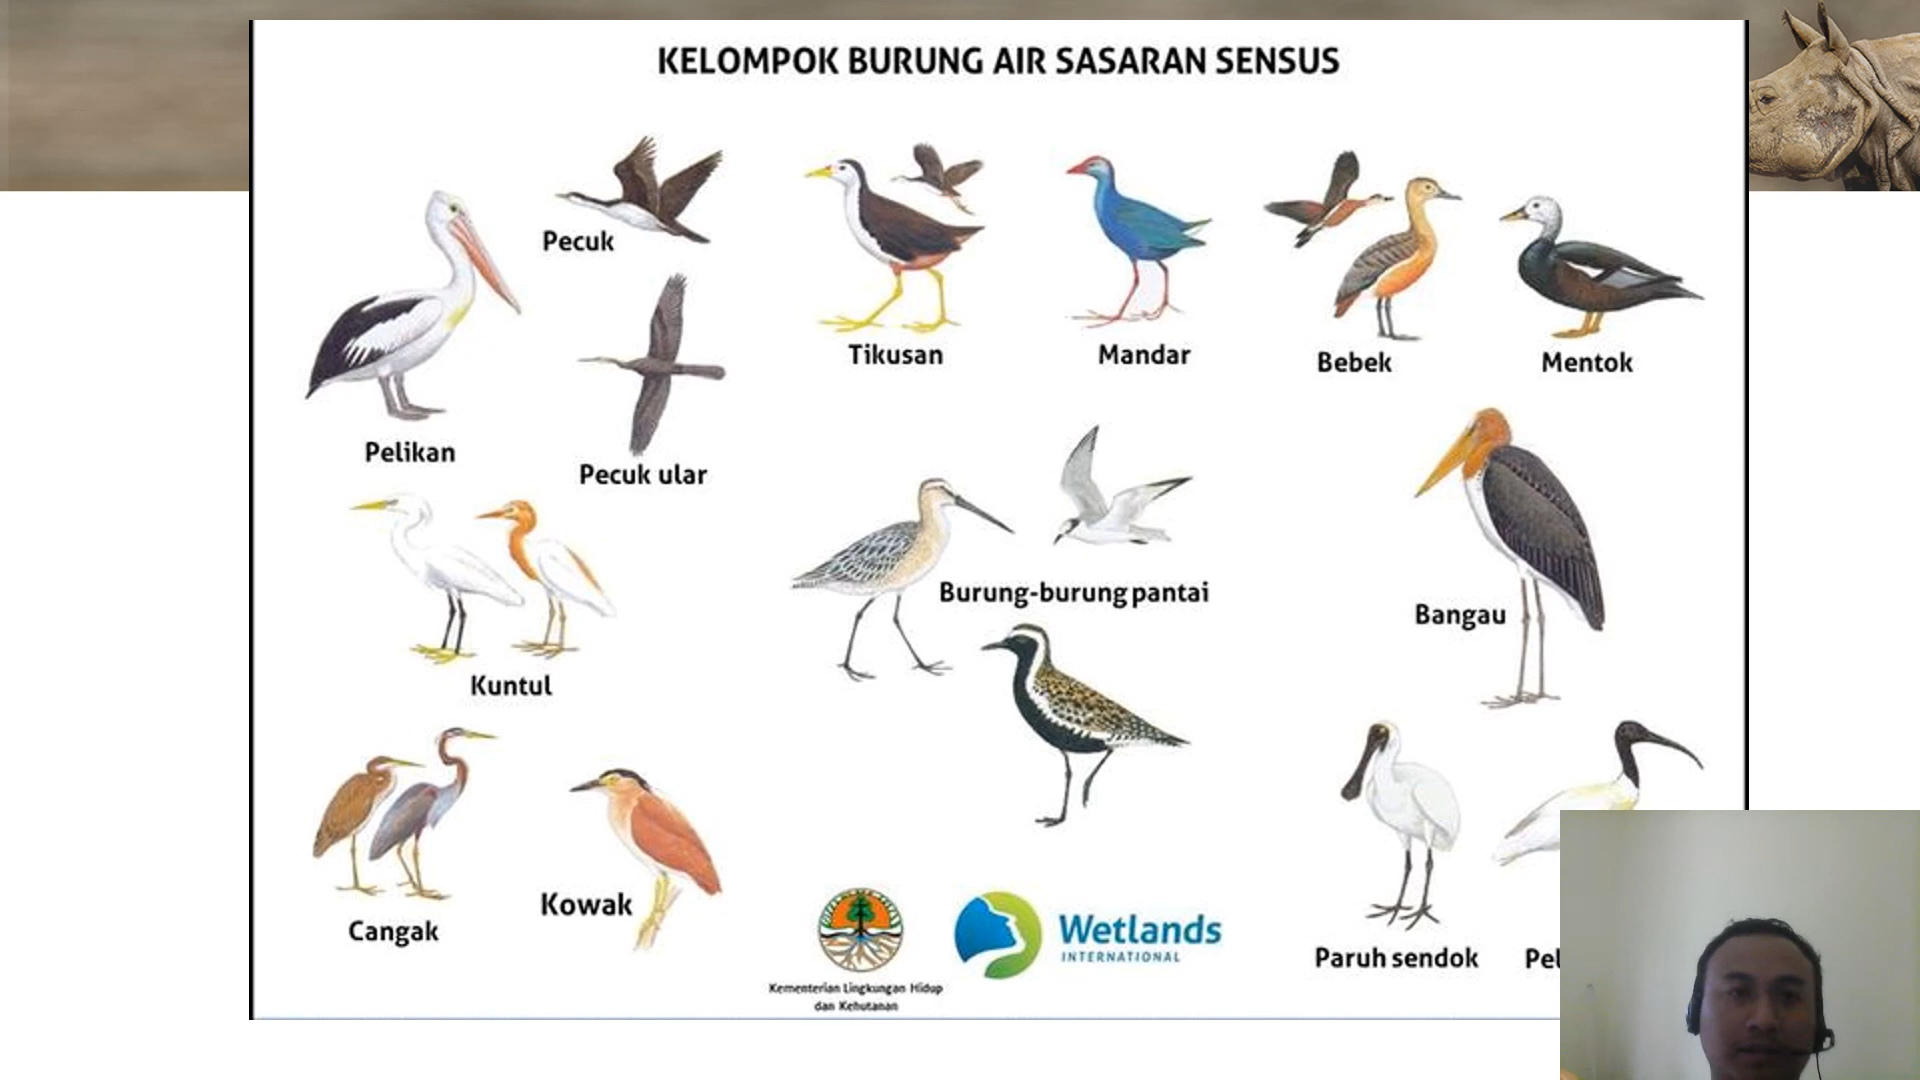 KELOMPOK BURUNG AIR SASARAN SENSUS
Pecuk
Tikusan
Mandar
Bebek
Mentok
Pelikan
Pecuk ular
Burung-burung pantai
Bangau
Kuntul
Kowak
Cangak
Wetlands
INTERNATIONAL
Paruh sendok
Kementerian Lingkungan Hidup
dan Kehutanan